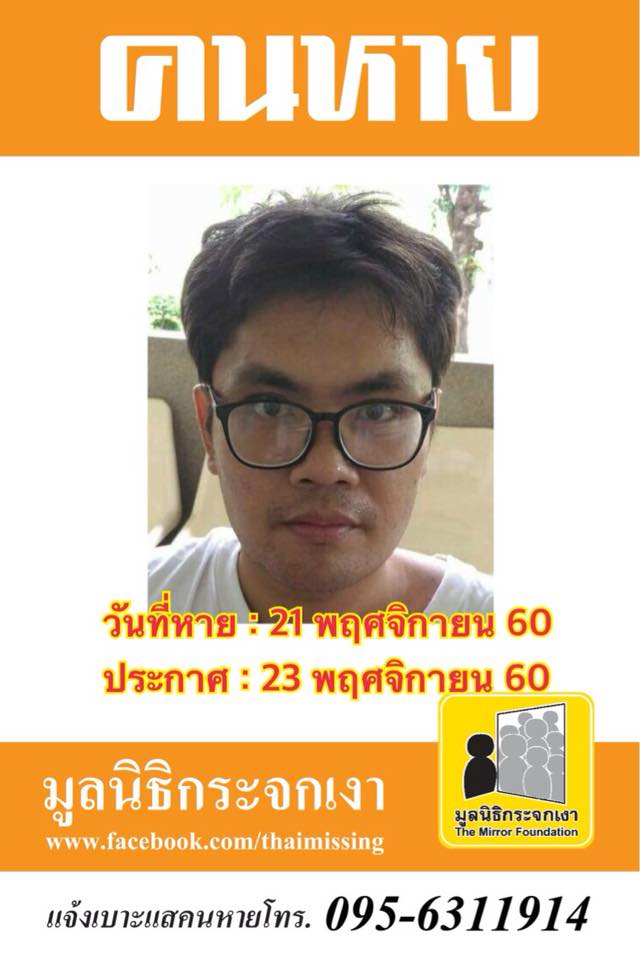 คนหาย
วันที่หาย : 21 พฤศจิกายน 60
ประกาศ : 23 พฤศจิกายน 60
มูลนิธิกระจกเงา
www.facebook.com/thaimissing
มูลนิธิกระจกเงา
The Mirror Foundation
แจ้งเบาะแสคนหายโทร. 095-6311914